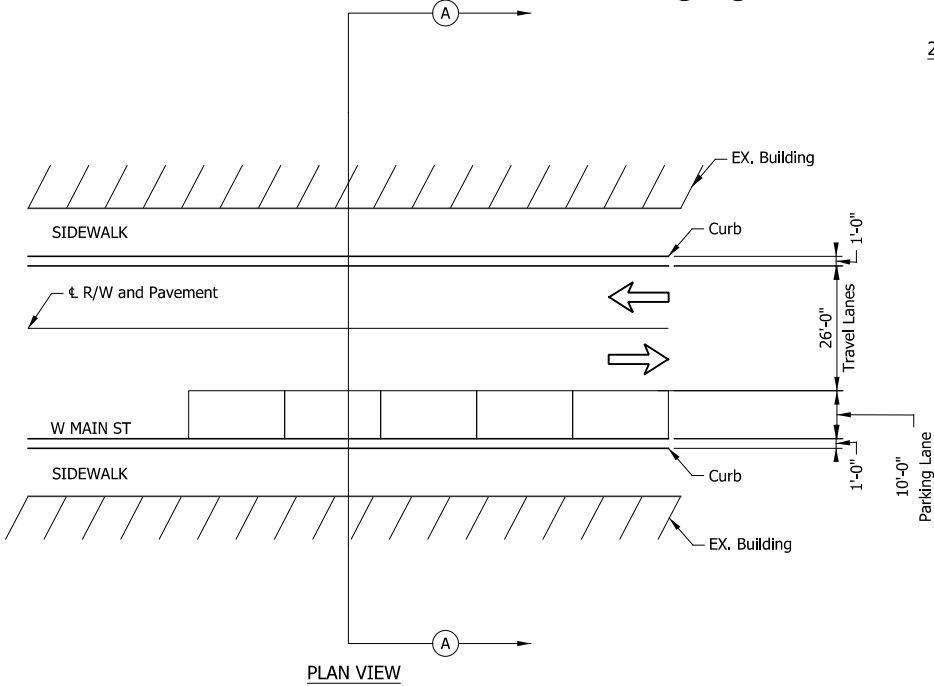 A
2
EX. Building
SIDEWALK
Curb
1'-0"
℄ R/W and Pavement
26'-0"
Travel Lanes
W MAIN ST
SIDEWALK
Curb
1'-0"
10'-0"
Parking Lane
EX. Building
A
PLAN VIEW